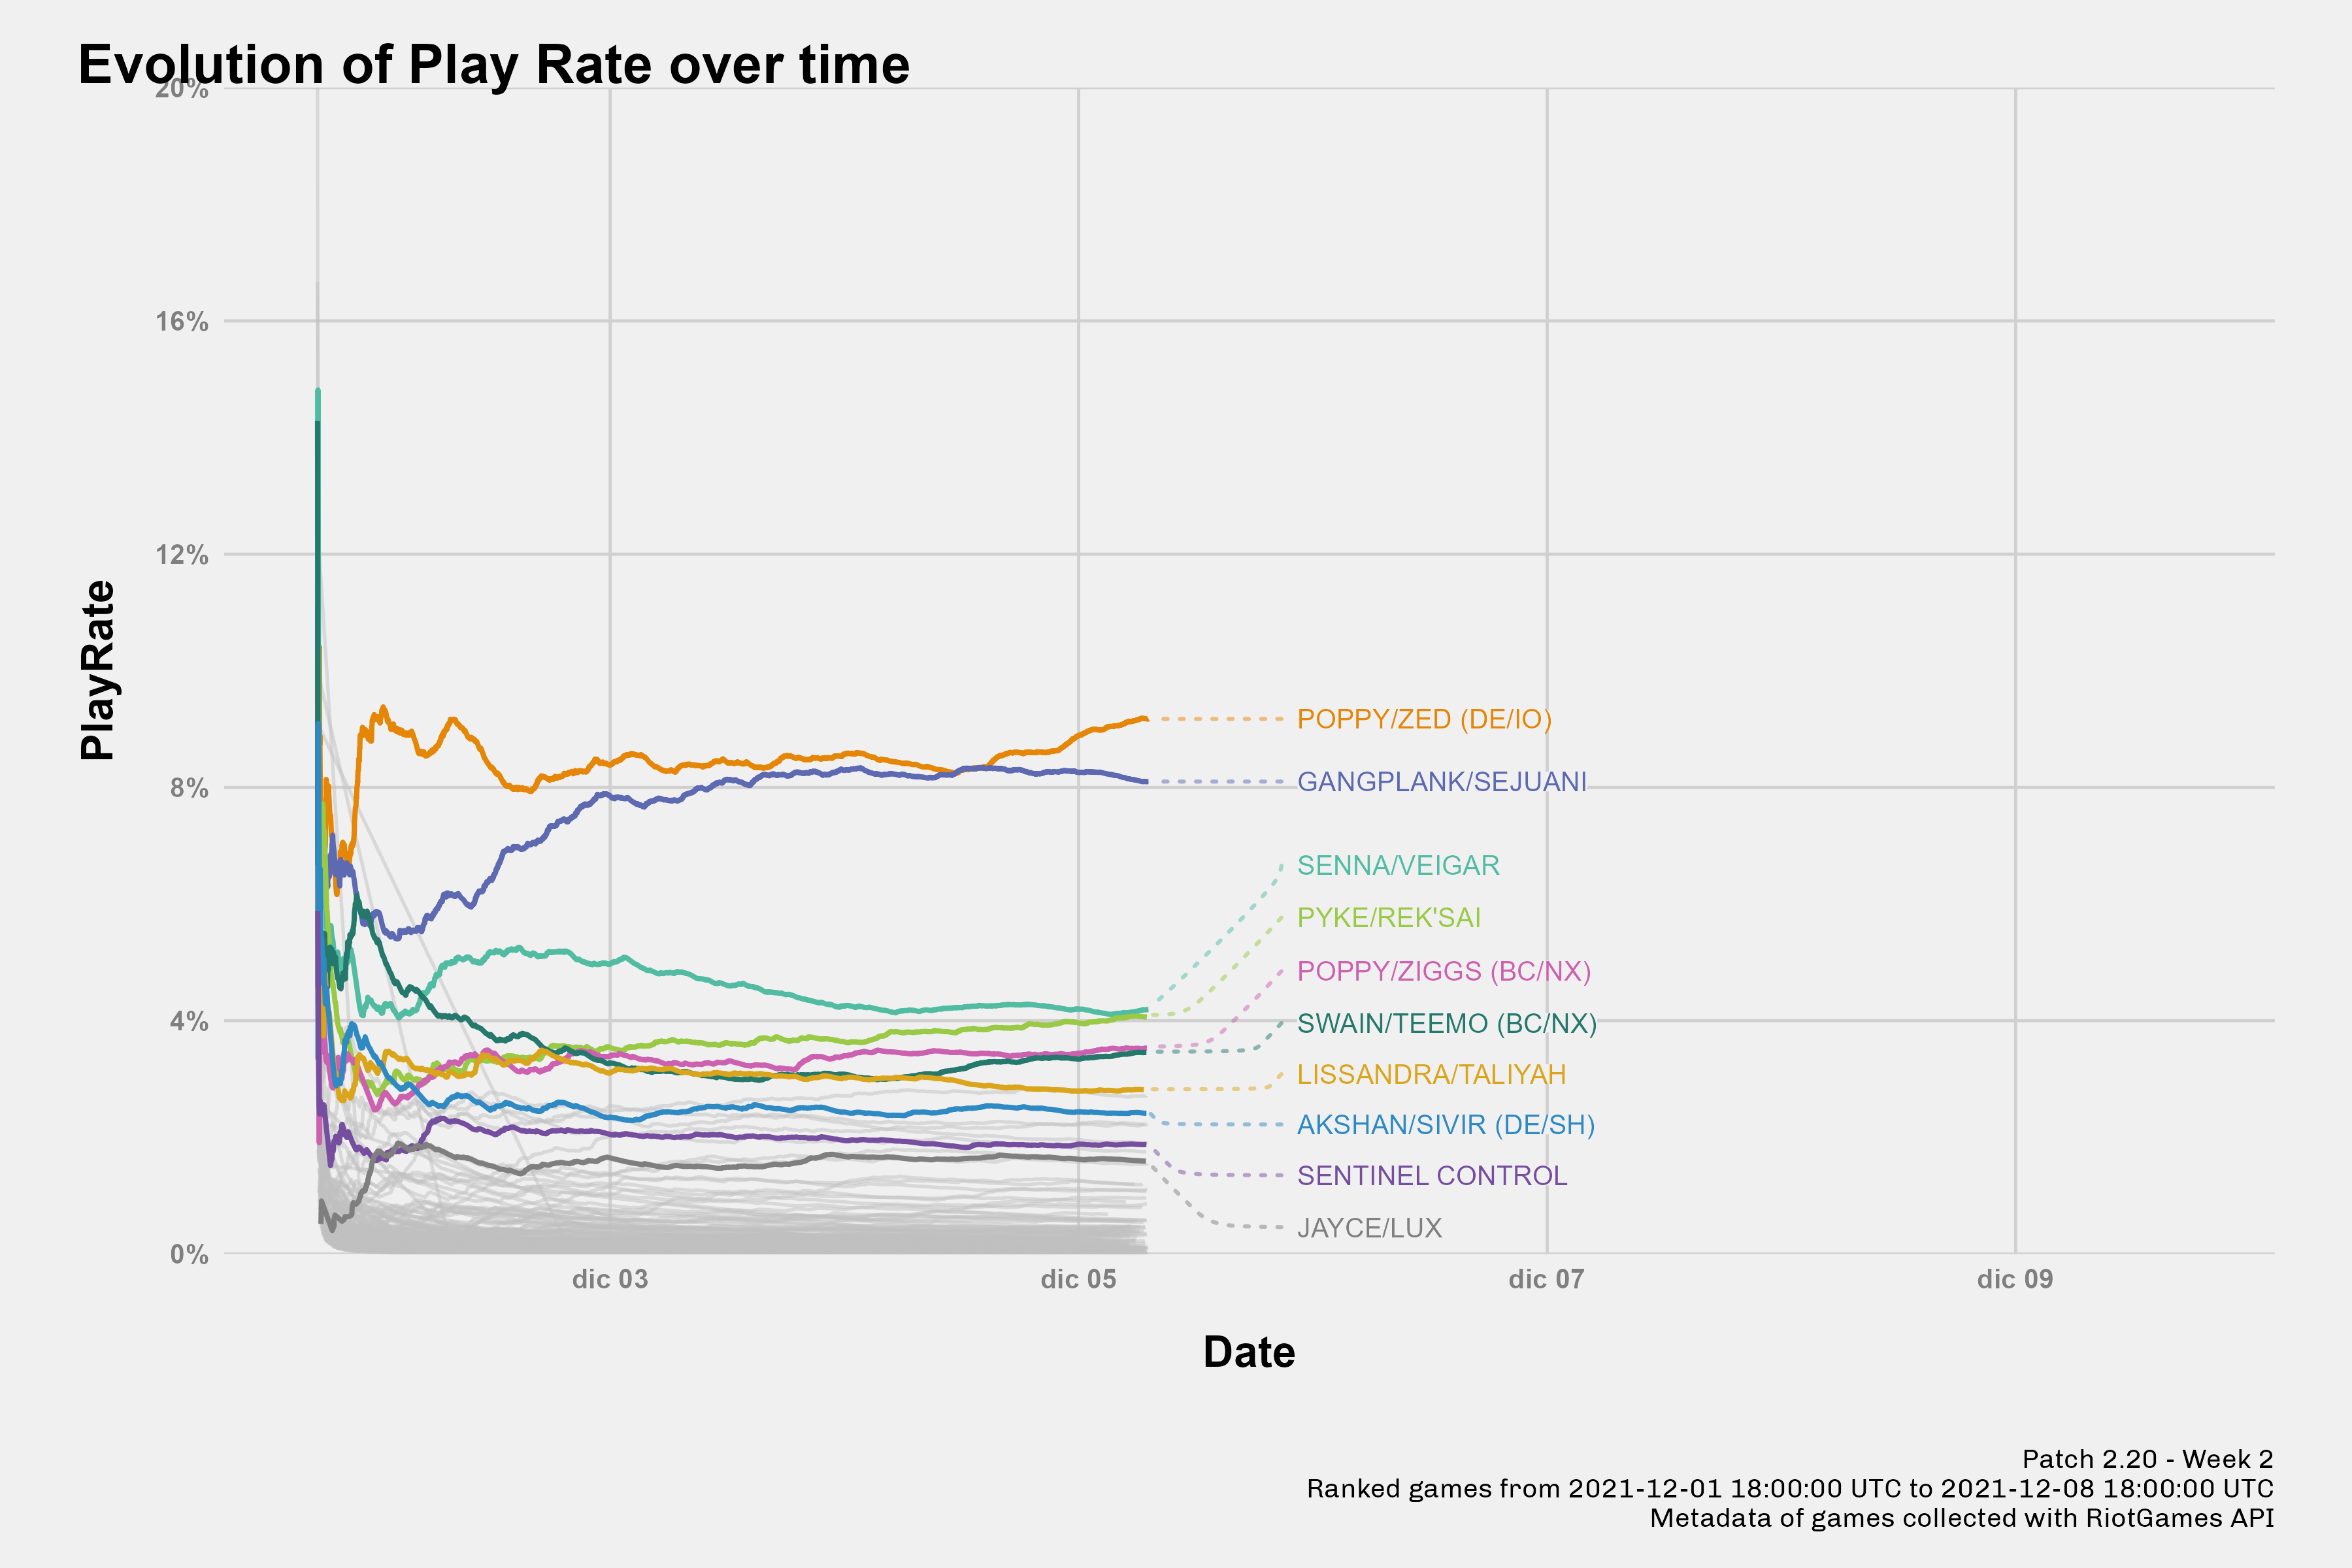 Evolution of Play Rate over time
20%
16%
12%
8%
4%
0%
PlayRate
POPPY/ZED (DE/IO)
GANGPLANK/SEJUANI
SENNA/VEIGAR
PYKE/REK'SAI
POPPY/ZIGGS (BC/NX)
SWAIN/TEEMO (BC/NX)
LISSANDRA/TALIYAH
AKSHAN/SIVIR (DE/SH)
SENTINEL CONTROL
JAYCE/LUX
dic 03 dic 05 dic 07 dic 09
Date
Patch 2.20 - Week 2
Ranked games from 2021-12-01 18:00:00 UTC to 2021-12-08 18:00:00 UTC
Metadata of games collected with RiotGames API